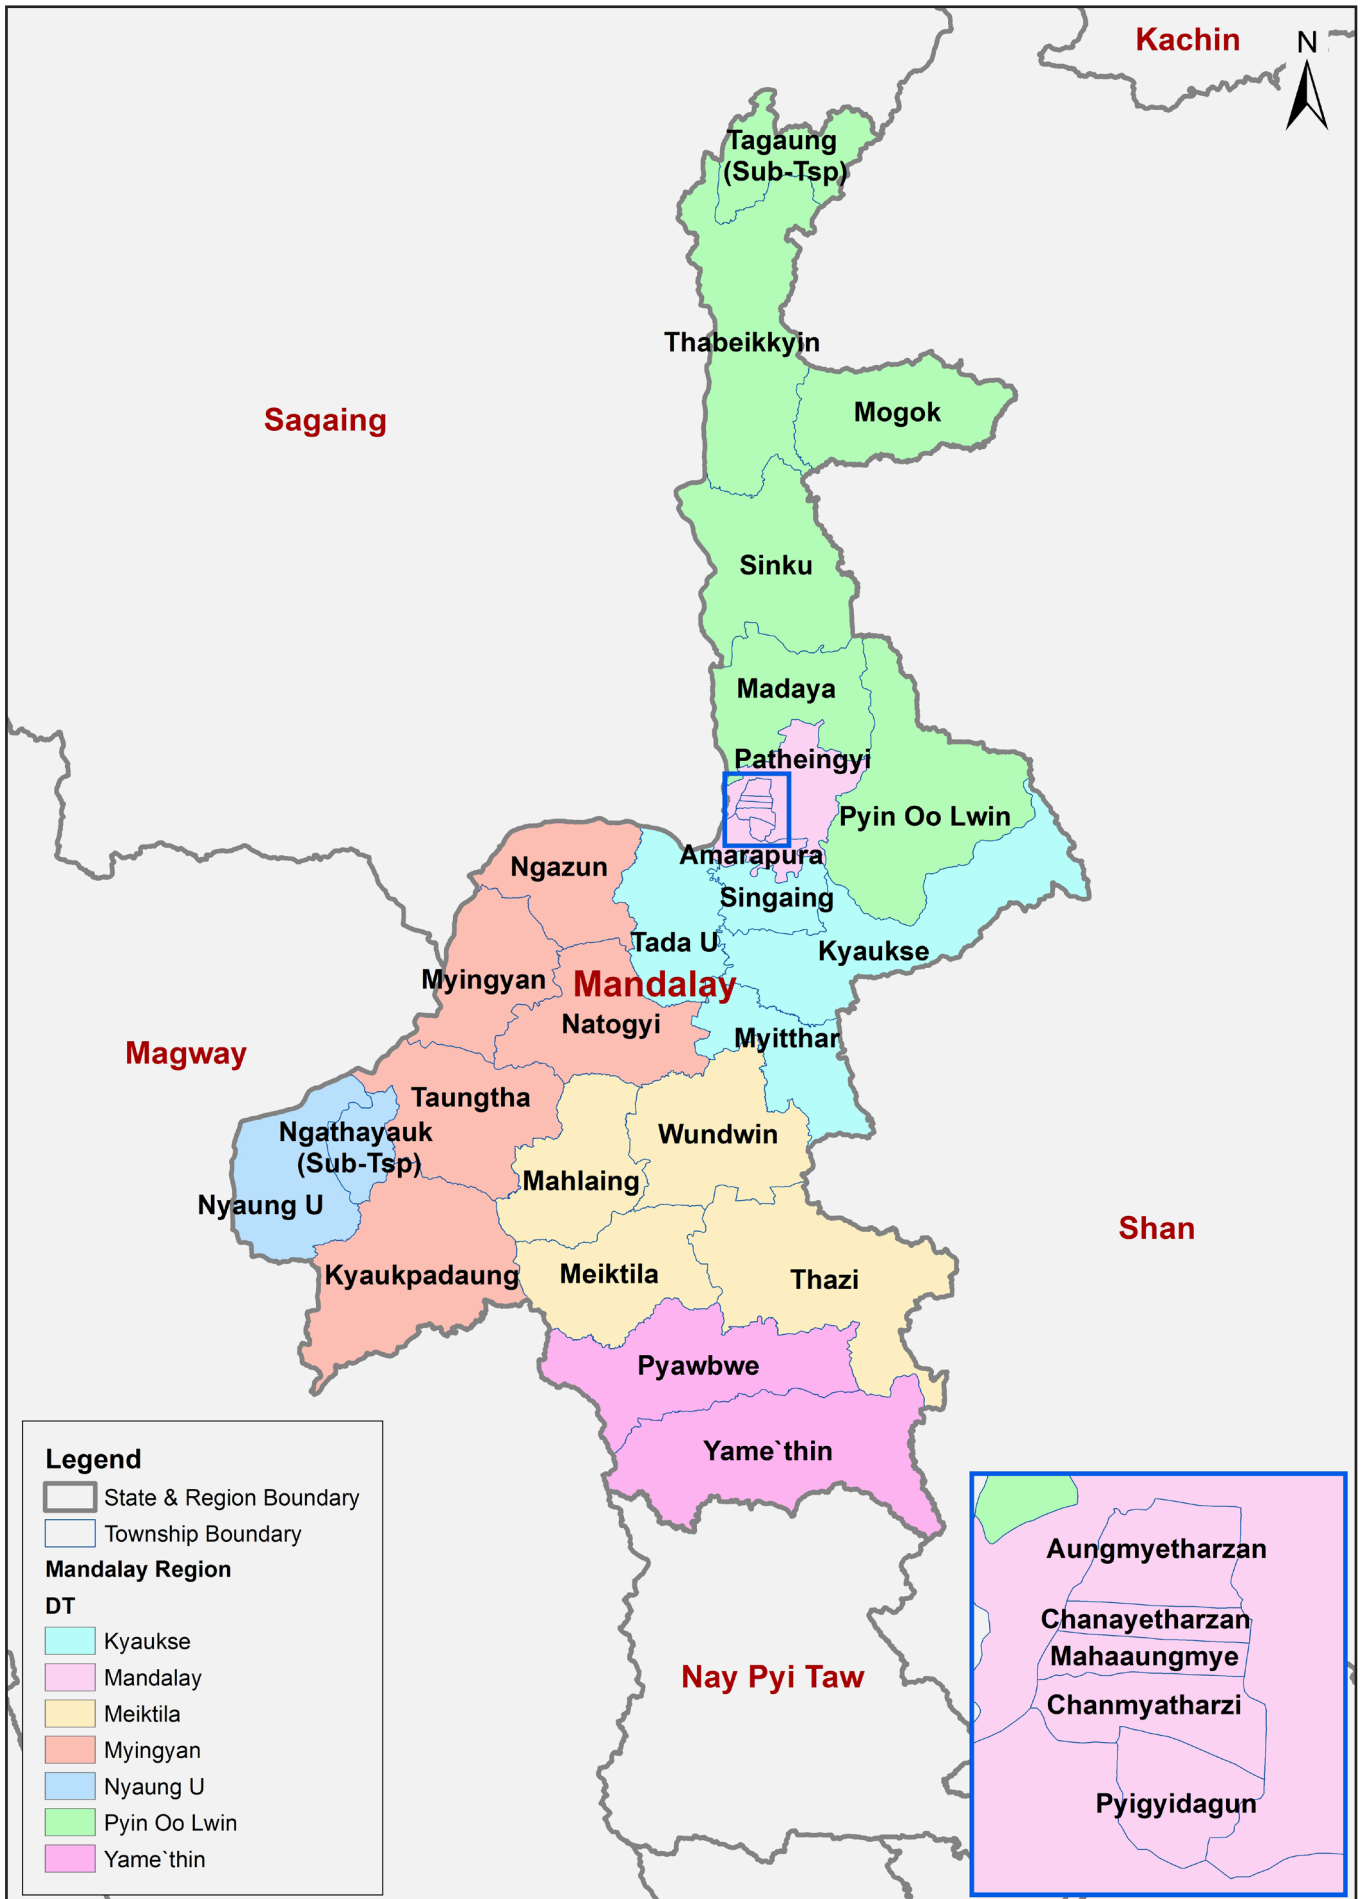 Kachin
N
Tagaung
(Sub-Tsp)
Thabeikkyin
Mogok
Sagaing
Sinku
Madaya
Patheingyi
Pyin Oo Lwin
Amarapura
Ngazun
Singaing
Tada U
Kyaukse
Myingyan
Mandalay
Natogyi
Myitthar
Magway
Taungtha
Ngathayauk
(Sub-Tsp)
Wundwin
Mahlaing
Nyaung U
Shan
Kyaukpadaung
Meiktila
Thazi
Pyawbwe
Yame`thin
Nay Pyi Taw
Legend
State & Region Boundary
Township Boundary
Mandalay Region
DT
Kyaukse
Mandalay
Meiktila
Myingyan
Nyaung U
Pyin Oo Lwin
Yame`thin
Aungmyetharzan
Chanayetharzan
Mahaaungmye
Chanmyatharzi
Pyigyidagun